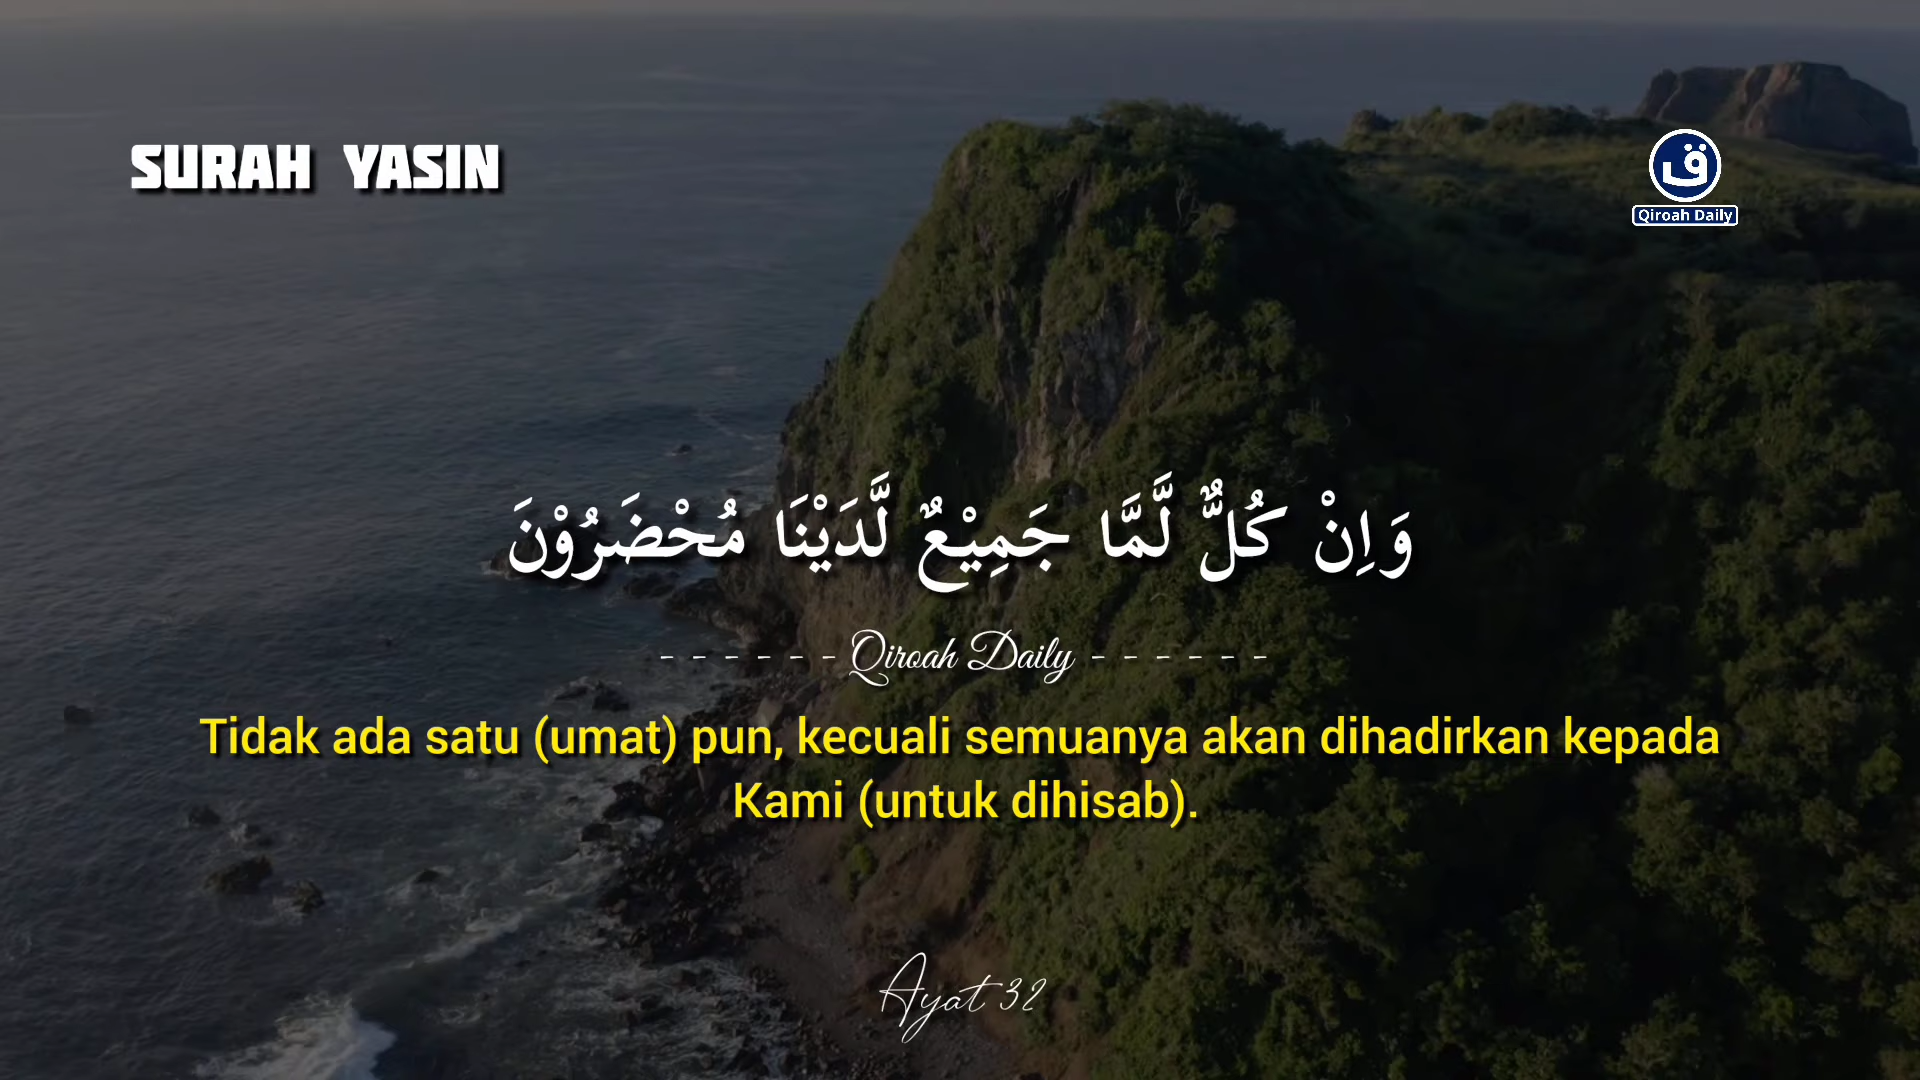 SURAH YASIN
ق
Qiroah Daily
وَاِنْ كُلٌّ لَّمَّا جَمِيْعٌ لَّدَيْنَا مُحْضَرُوْنَ
- - - - - - Qiroah Daily - - - - - -
Tidak ada satu (umat) pun, kecuali semuanya akan dihadirkan kepada
Kami (untuk dihisab).
Ayat 32